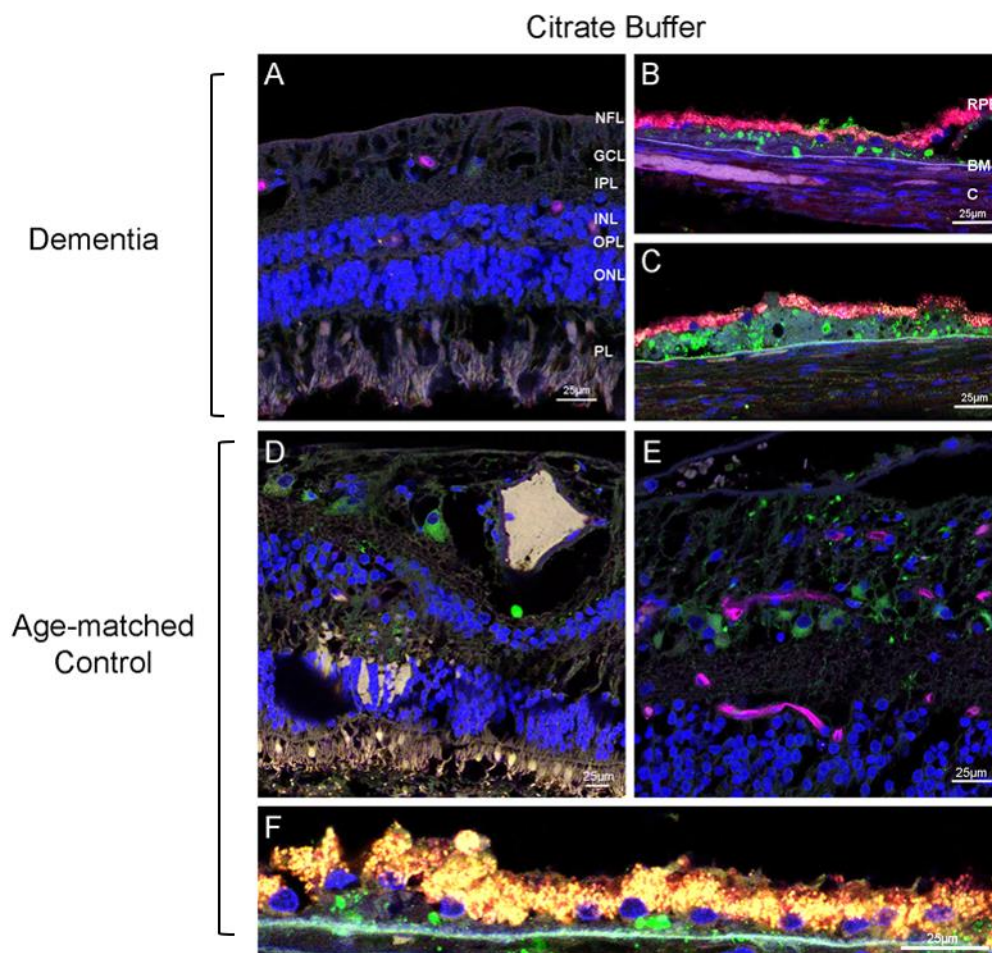 Citrate Buffer
Dementia
Age-matched
Control
A
NFL
GCL
IPL
INL
OPL
ONL
PL
25µm
B
BM
C
25µm
C
25µm
D
25µm
E
25µm
F
25µm